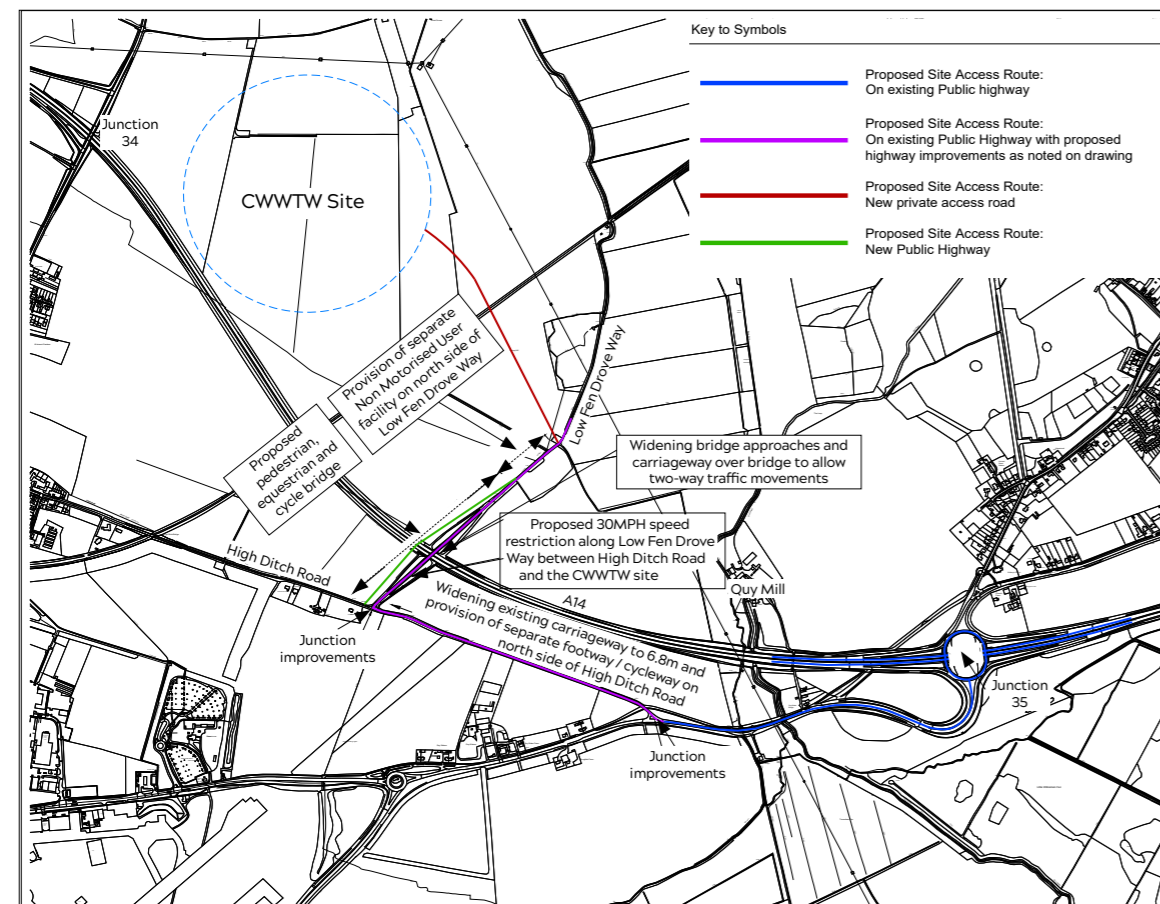 Key to Symbols
Proposed Site Access Route:
On existing Public highway
Proposed Site Access Route:
On existing Public Highway with proposed
highway improvements as noted on drawing
Proposed Site Access Route:
New private access road
Proposed Site Access Route:
New Public Highway
Junction
34
CWWTW Site
Provision of separate
Non Motorised User
facility on north side of
Low Fen Drove Way
Low Fen Drove Way
Proposed
pedestrian,
equestrian and
cycle bridge
Widening bridge approaches and
carriageway over bridge to allow
two-way traffic movements
Proposed 30MPH speed
restriction along Low Fen Drove
Way between High Ditch Road
and the CWWTW site
High Ditch Road
A14
Quy Mill
Widening existing carriageway to 6.8m and
provision of separate footway / cycleway on
north side of High Ditch Road
Junction
improvements
Junction
35
Junction
improvements